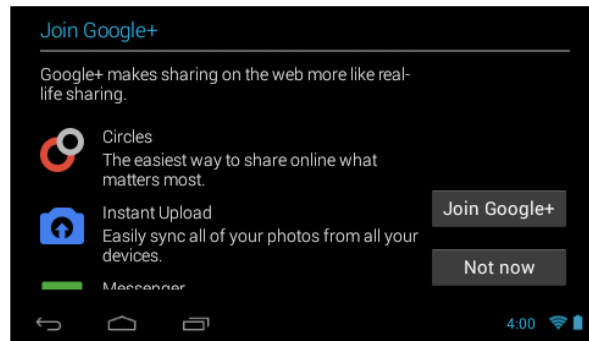 Join Google+
Google+ makes sharing on the web more like real-
life sharing.
Circles
The easiest way to share online what
matters most.
Instant Upload
Easily sync all of your photos from all your
devices.
Messenger
Join Google+
Not now
4:00